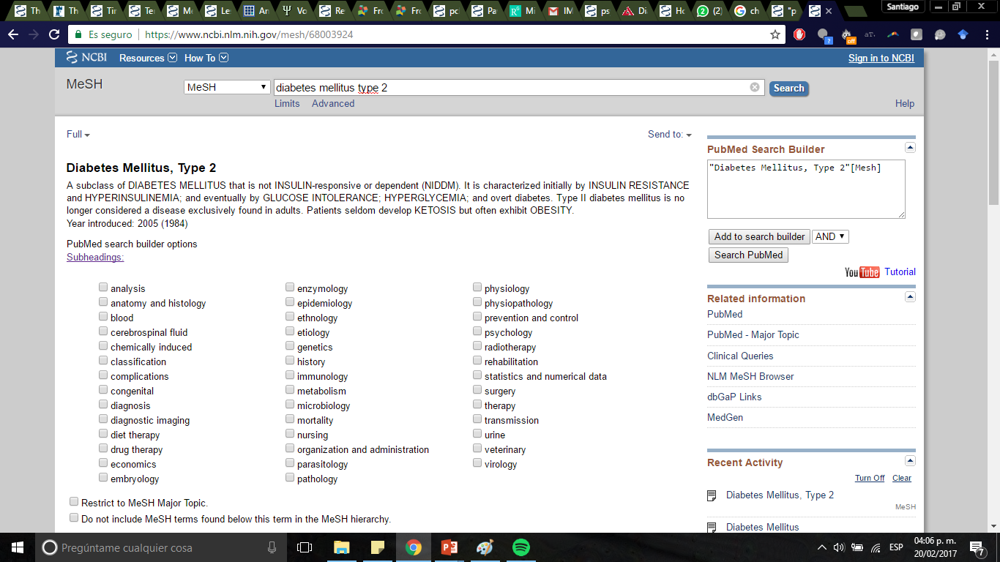 Th
Th
Tir
Te
M
Le
An
Vo
Re
Fro
Fro
pc
Pa
Mi
IM
ps
Di
Ho
(2)
ch
"p
Santiago
Es seguro
https://www.ncbi.nlm.nih.gov/mesh/68003924
aT.
?
off
NCBI Resources How To Sign in to NCBI
MeSH MeSH diabetes mellitus type 2 Search
Limits Advanced Help
Full Send to:
Diabetes Mellitus, Type 2
A subclass of DIABETES MELLITUS that is not INSULIN-responsive or dependent (NIDDM). It is characterized initially by INSULIN RESISTANCE
and HYPERINSULINEMIA; and eventually by GLUCOSE INTOLERANCE; HYPERGLYCEMIA; and overt diabetes. Type II diabetes mellitus is no
longer considered a disease exclusively found in adults. Patients seldom develop KETOSIS but often exhibit OBESITY.
Year introduced: 2005 (1984)
PubMed search builder options
Subheadings:
analysis
anatomy and histology
blood
cerebrospinal fluid
chemically induced
classification
complications
congenital
diagnosis
diagnostic imaging
diet therapy
drug therapy
economics
embryology
enzymology
epidemiology
ethnology
etiology
genetics
history
immunology
metabolism
microbiology
mortality
nursing
organization and administration
parasitology
pathology
physiology
physiopathology
prevention and control
psychology
radiotherapy
rehabilitation
statistics and numerical data
surgery
therapy
transmission
urine
veterinary
virology
Restrict to MeSH Major Topic.
Do not include MeSH terms found below this term in the MeSH hierarchy.
PubMed Search Builder
"Diabetes Mellitus, Type 2"[Mesh]
Add to search builder AND
Search PubMed
YouTube Tutorial
Related information
PubMed
PubMed - Major Topic
Clinical Queries
NLM MeSH Browser
dbGaP Links
MedGen
Recent Activity
Turn Off Clear
Diabetes Mellitus, Type 2
MeSH
Diabetes Mellitus
Pregúntame cualquier cosa
ESP
04:06 p. m.
20/02/2017
7